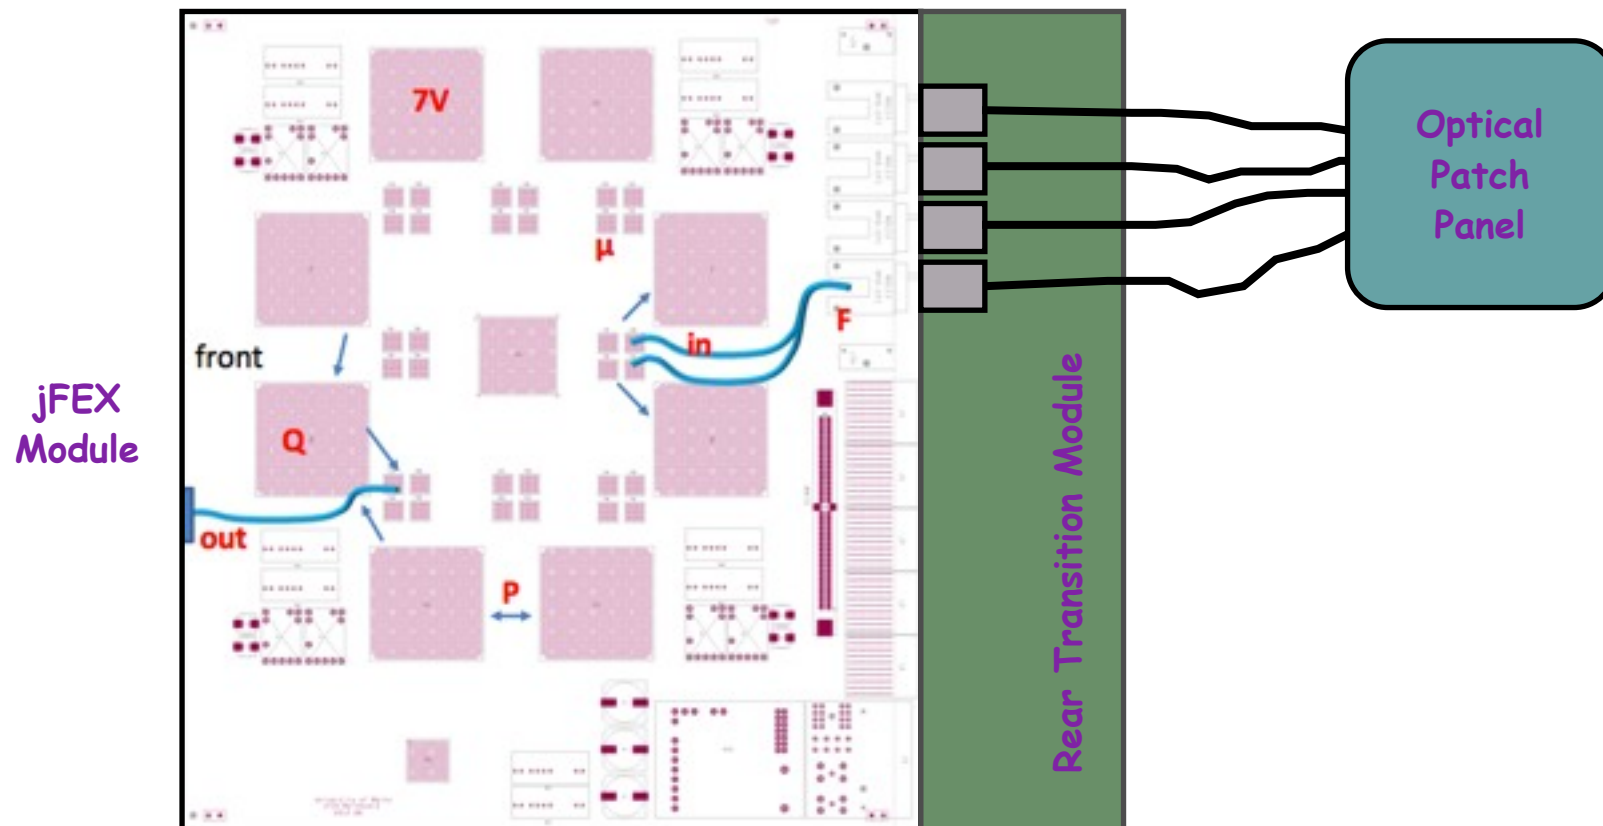 7V
Optical
Patch
Panel
µ
in
F
front
jFEX
Module
Q
out
P
Rear Transition Module